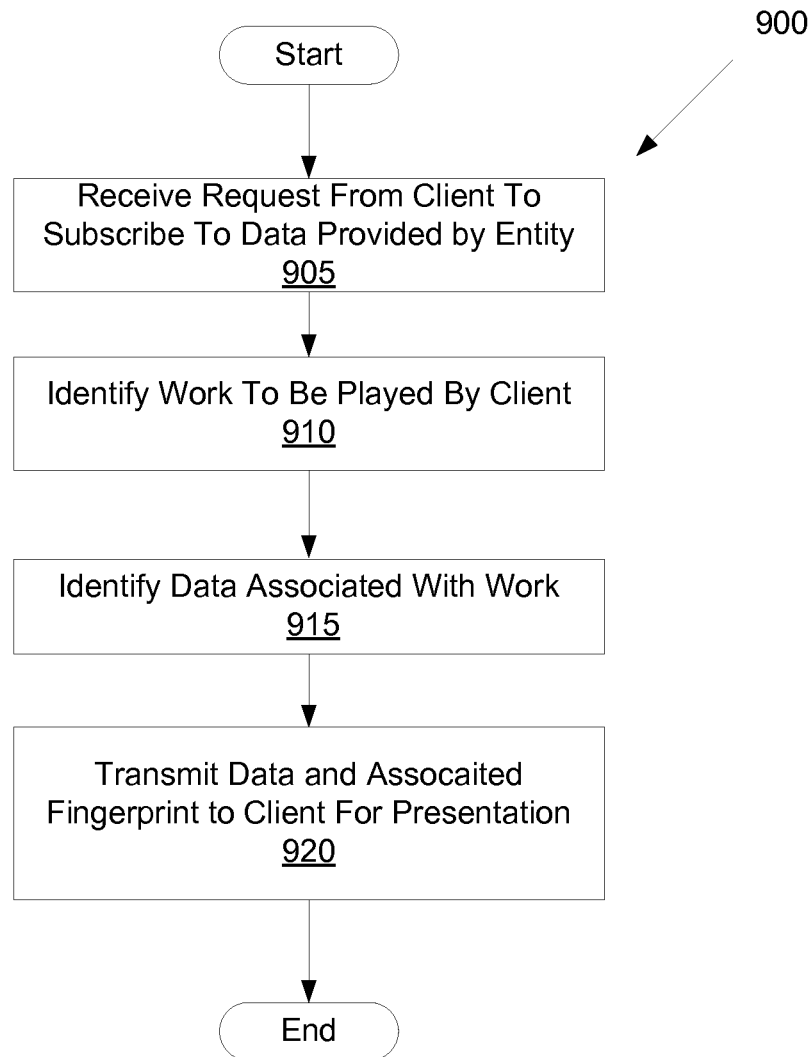 900
Start
Receive Request From Client To
Subscribe To Data Provided by Entity
905
Identify Work To Be Played By Client
910
Identify Data Associated With Work
915
Transmit Data and Assocaited
Fingerprint to Client For Presentation
920
End